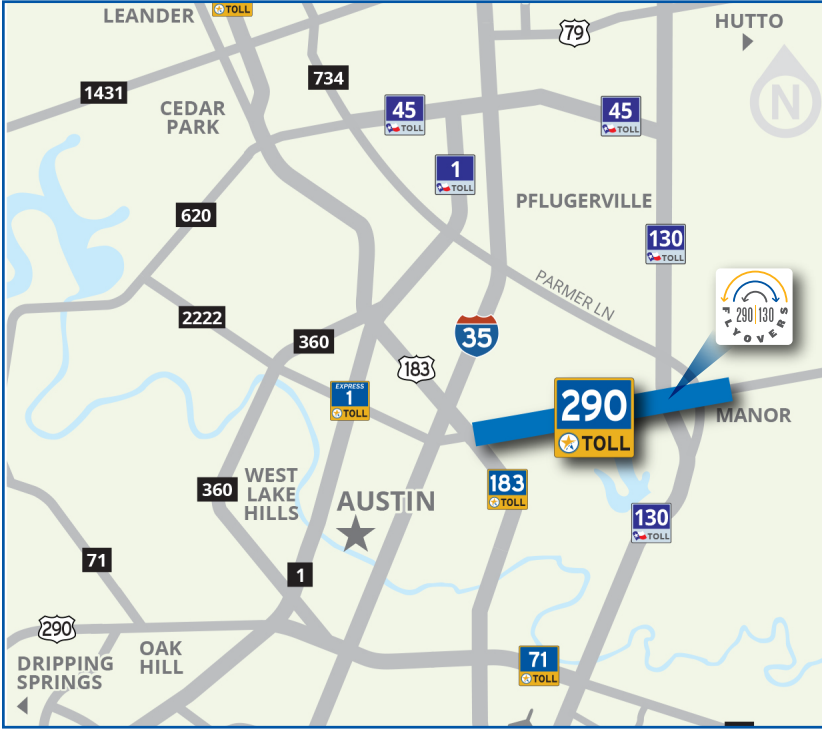 LEANDER
TOLL
79
HUTTO
1431
734
CEDAR
PARK
45
TOLL
45
TOLL
N
1
TOLL
620
PFLUGERVILLE
130
TOLL
PARMER LN
290|130
FLYOVERS
2222
360
35
183
EXPRESS
1
TOLL
290
TOLL
MANOR
360
WEST
LAKE
HILLS
183
TOLL
AUSTIN
130
TOLL
71
1
290
OAK
HILL
71
TOLL
DRIPPING
SPRINGS